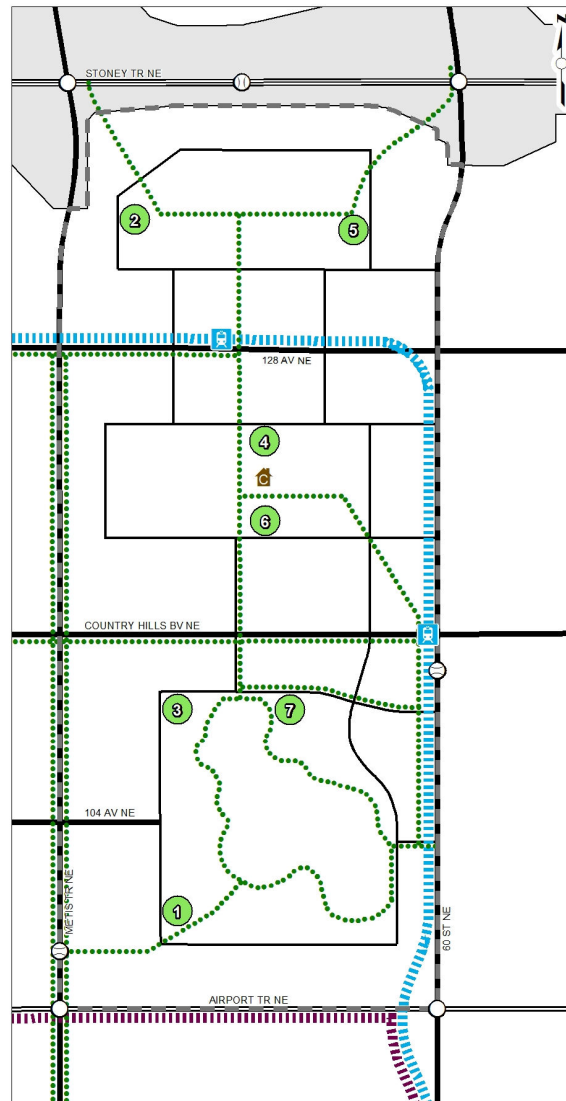 N
STONEY TR NE
2
5
128 AV NE
4
C
6
COUNTRY HILLS BV NE
3
7
104 AV NE
1
METIS TR NE
60 ST NE
AIRPORT TR NE